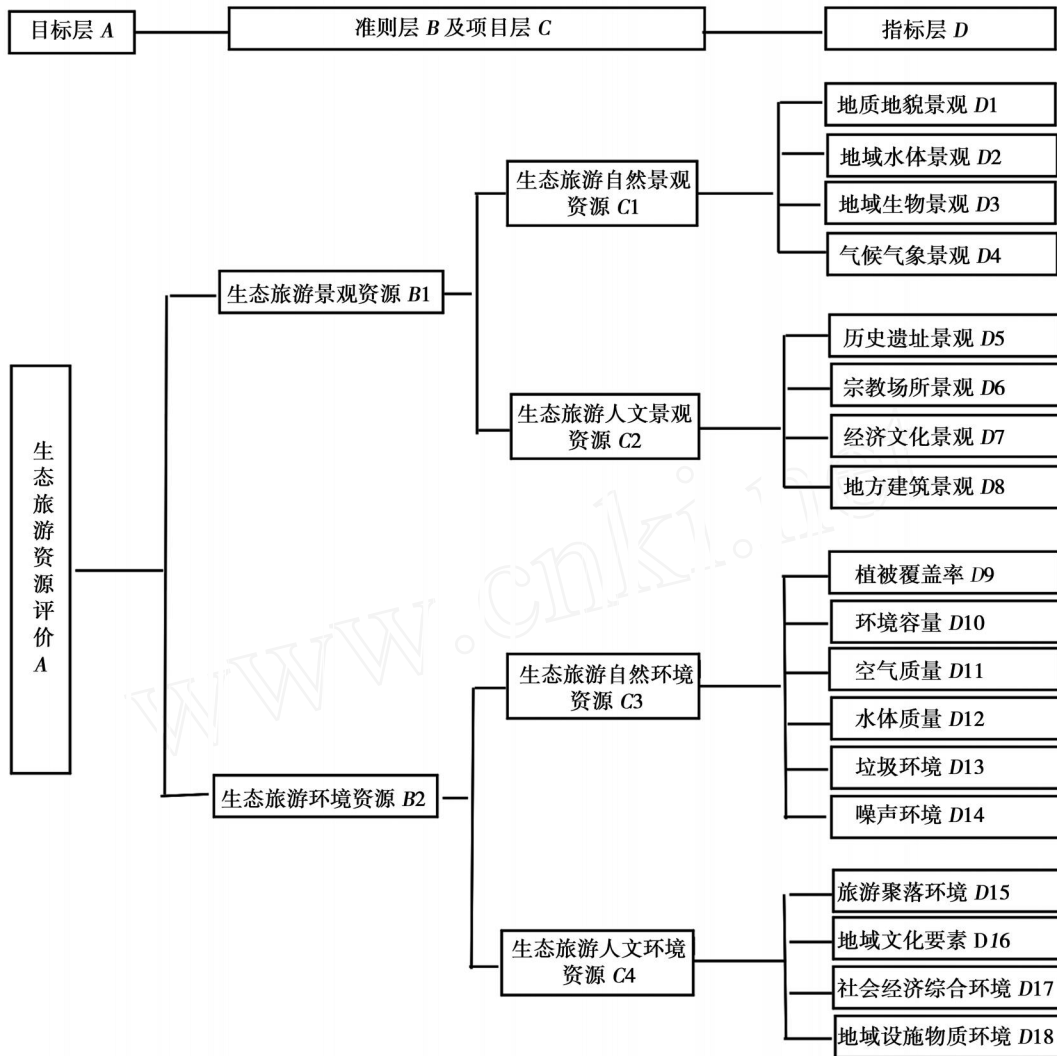 目标层 A
准则层 B 及项目层 C
指标层 D
生态旅游资源评价 A
生态旅游景观资源 B1
生态旅游自然景观
资源 C1
地质地貌景观 D1
地域水体景观 D2
地域生物景观 D3
气候气象景观 D4
生态旅游人文景观
资源 C2
历史遗址景观 D5
宗教场所景观 D6
经济文化景观 D7
地方建筑景观 D8
生态旅游环境资源 B2
生态旅游自然环境
资源 C3
植被覆盖率 D9
环境容量 D10
空气质量 D11
水体质量 D12
垃圾环境 D13
噪声环境 D14
生态旅游人文环境
资源 C4
旅游聚落环境 D15
地域文化要素 D16
社会经济综合环境 D17
地域设施物质环境 D18
www.cnki.net